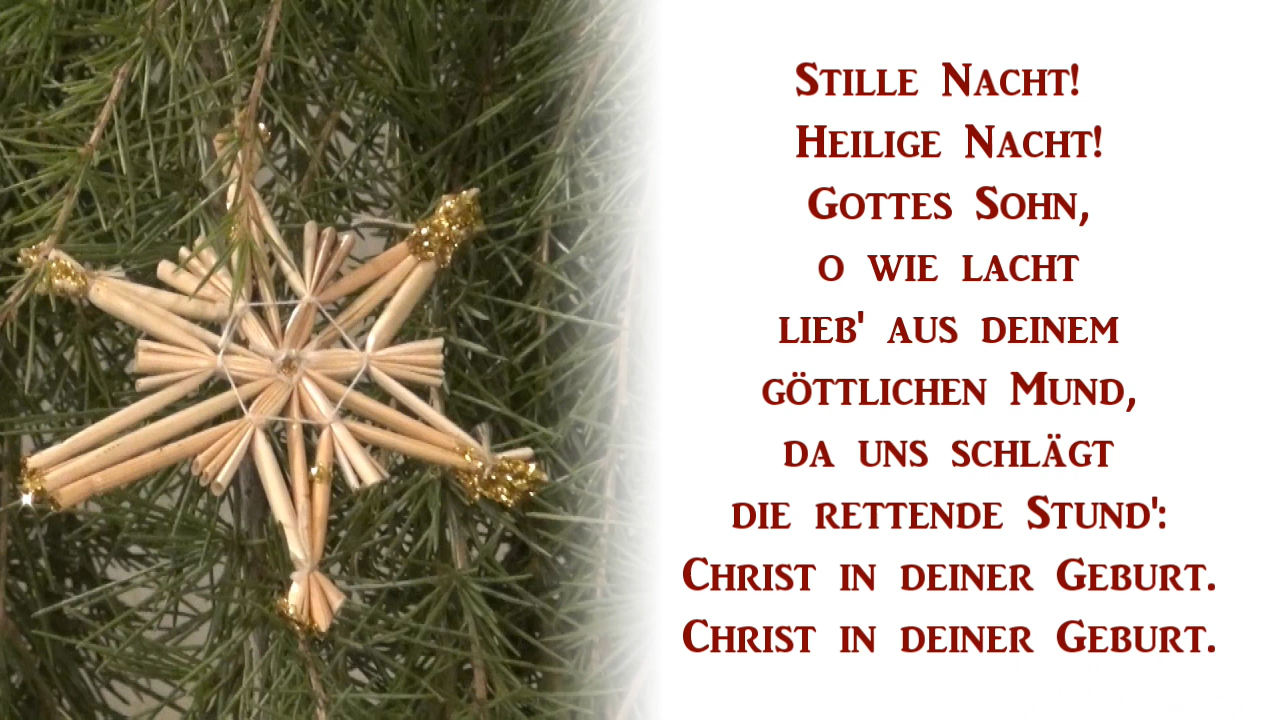 Stille Nacht!
Heilige Nacht!
Gottes Sohn,
o wie lacht
lieb' aus deinem
göttlichen Mund,
da uns schlägt
die rettende Stund':
Christ in deiner Geburt.
Christ in deiner Geburt.